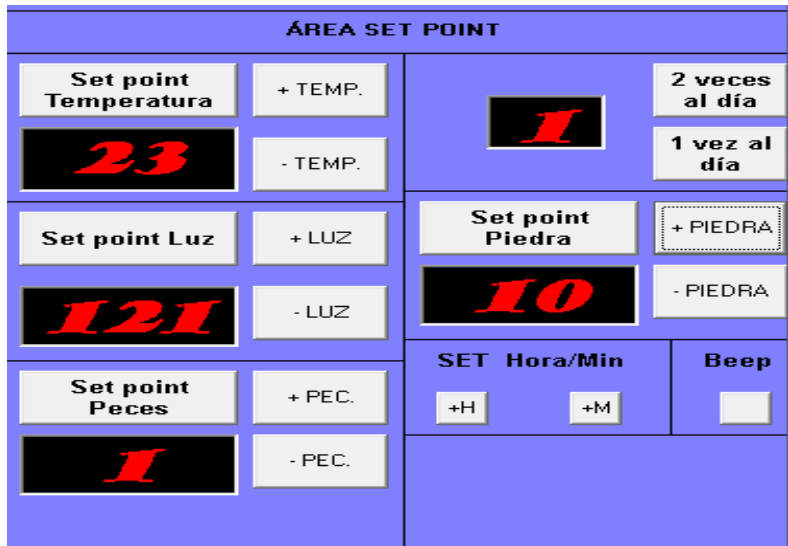 ÁREA SET POINT
Set point
Temperatura
+ TEMP.
23
- TEMP.
Set point Luz
+ LUZ
121
- LUZ
Set point
Peces
+ PEC.
1
- PEC.
1
2 veces
al día
1 vez al
día
Set point
Piedra
+ PIEDRA
10
- PIEDRA
SET Hora/Min
+H
+M
Beep